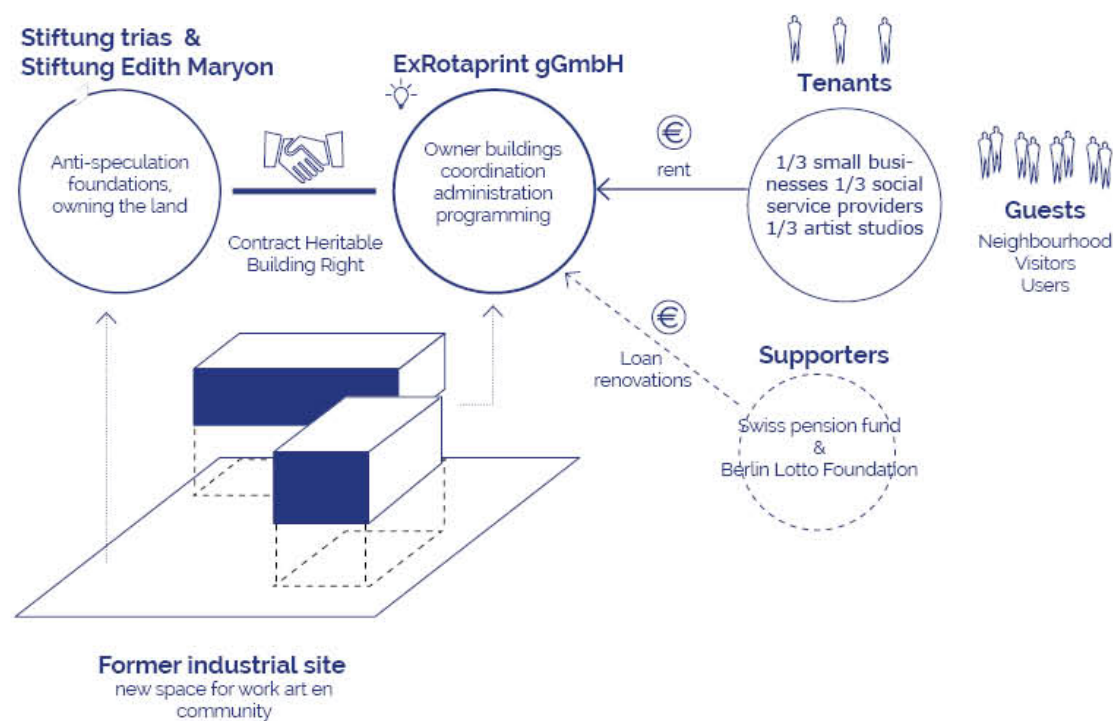 Stiftung trias &
Stiftung Edith Maryon
Anti-speculation
foundations,
owning the land
Contract Heritable
Building Right
ExRotaprint gGmbH
Owner buildings
coordination
administration
programming
€
rent
Tenants
1/3 small busi-
nesses 1/3 social
service providers
1/3 artist studios
Guests
Neighbourhood
Visitors
Users
€
Loan
renovations
Supporters
Swiss pension fund
&
Berlin Lotto Foundation
Former industrial site
new space for work art en
community